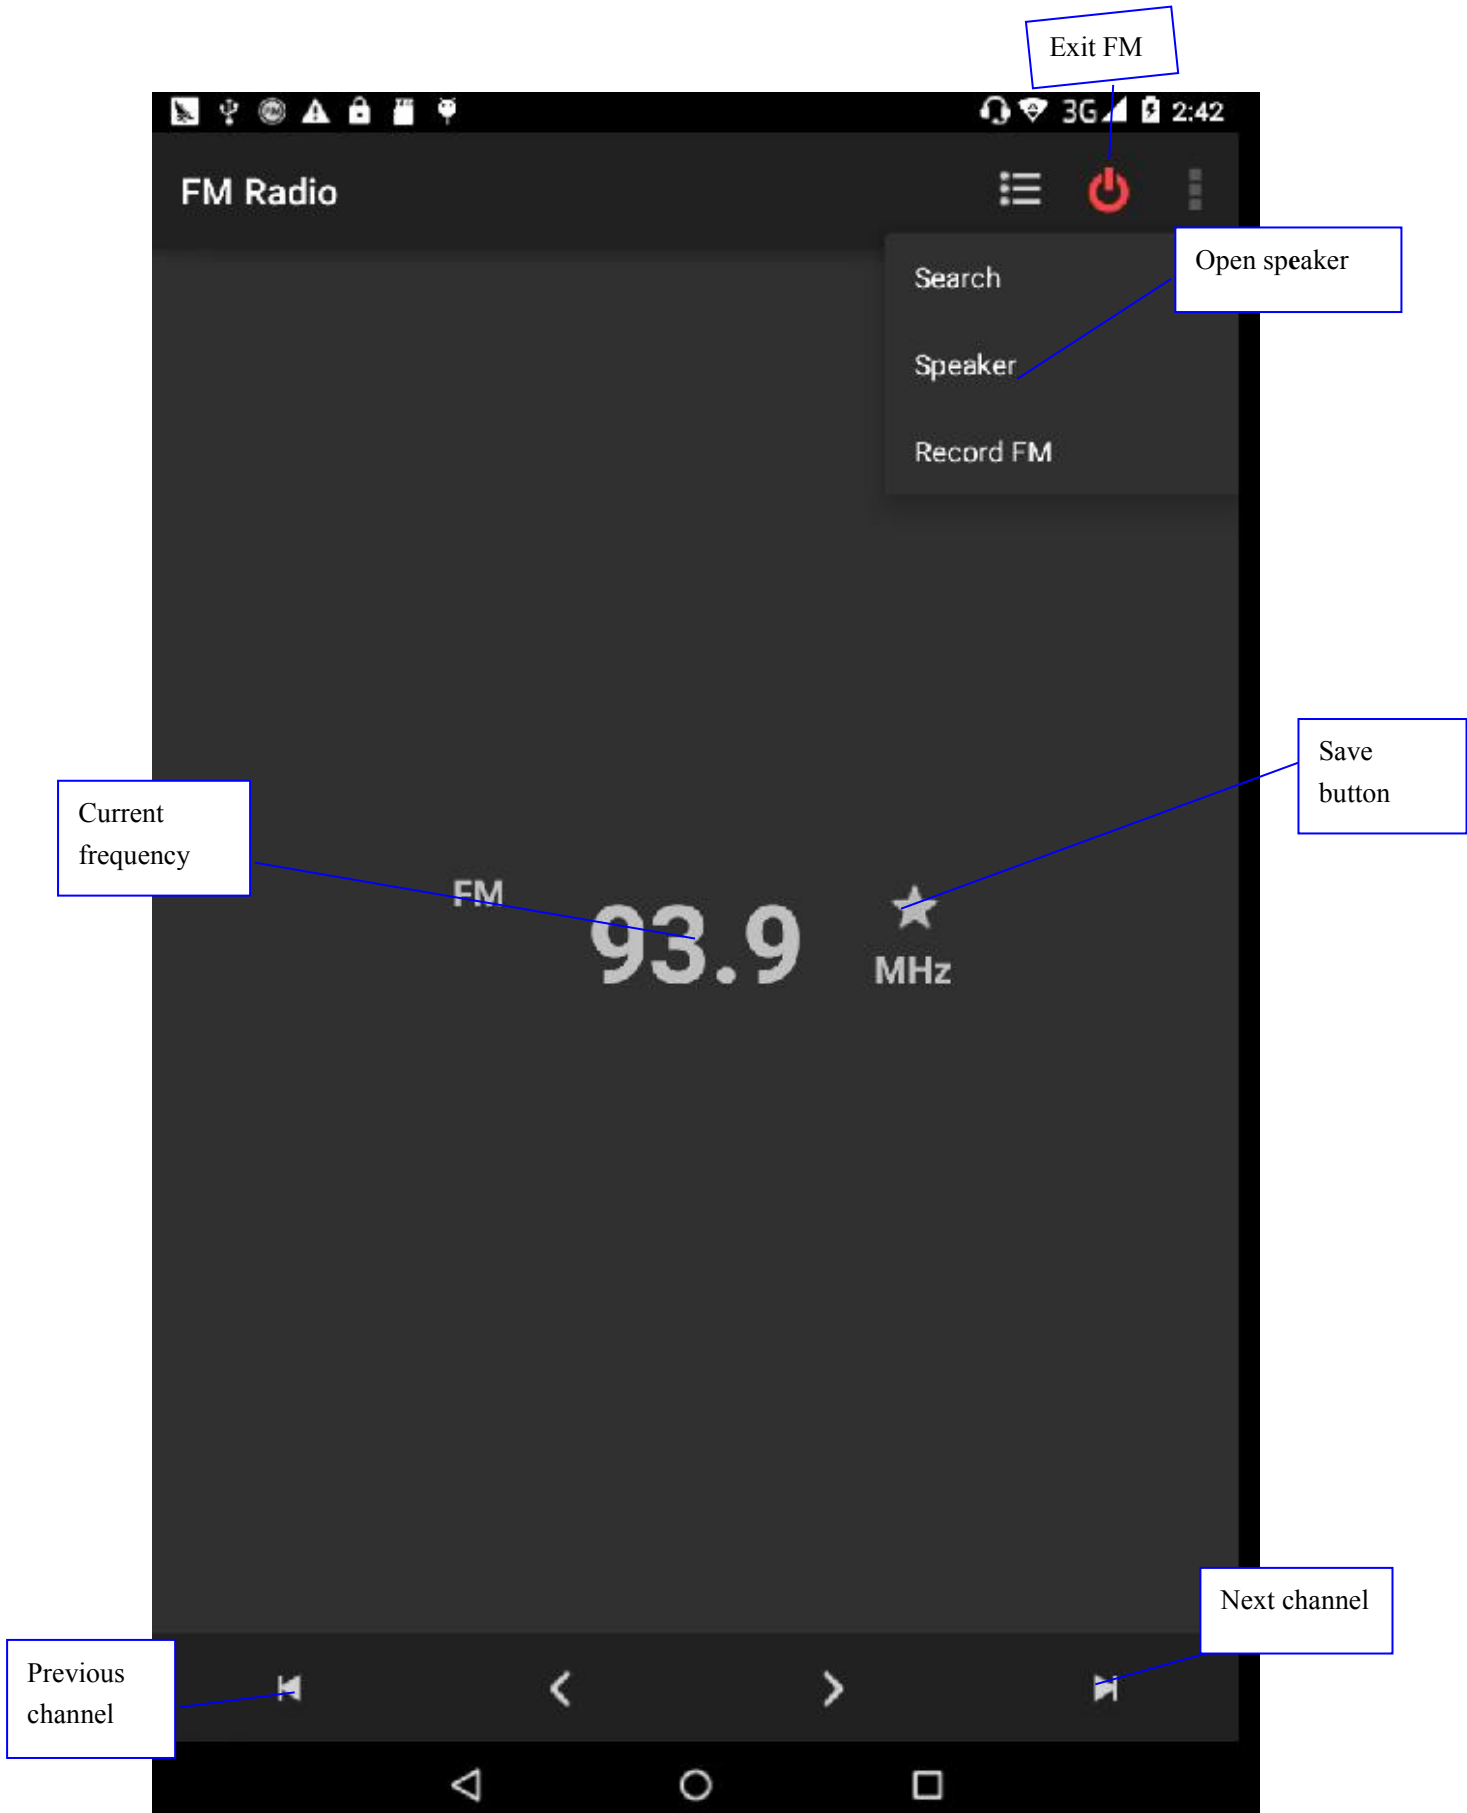 Exit FM
3G 2:42
FM Radio
Open speaker
Search
Speaker
Record FM
Save
button
Current
frequency
FM
93.9
MHz
Next channel
Previous
channel